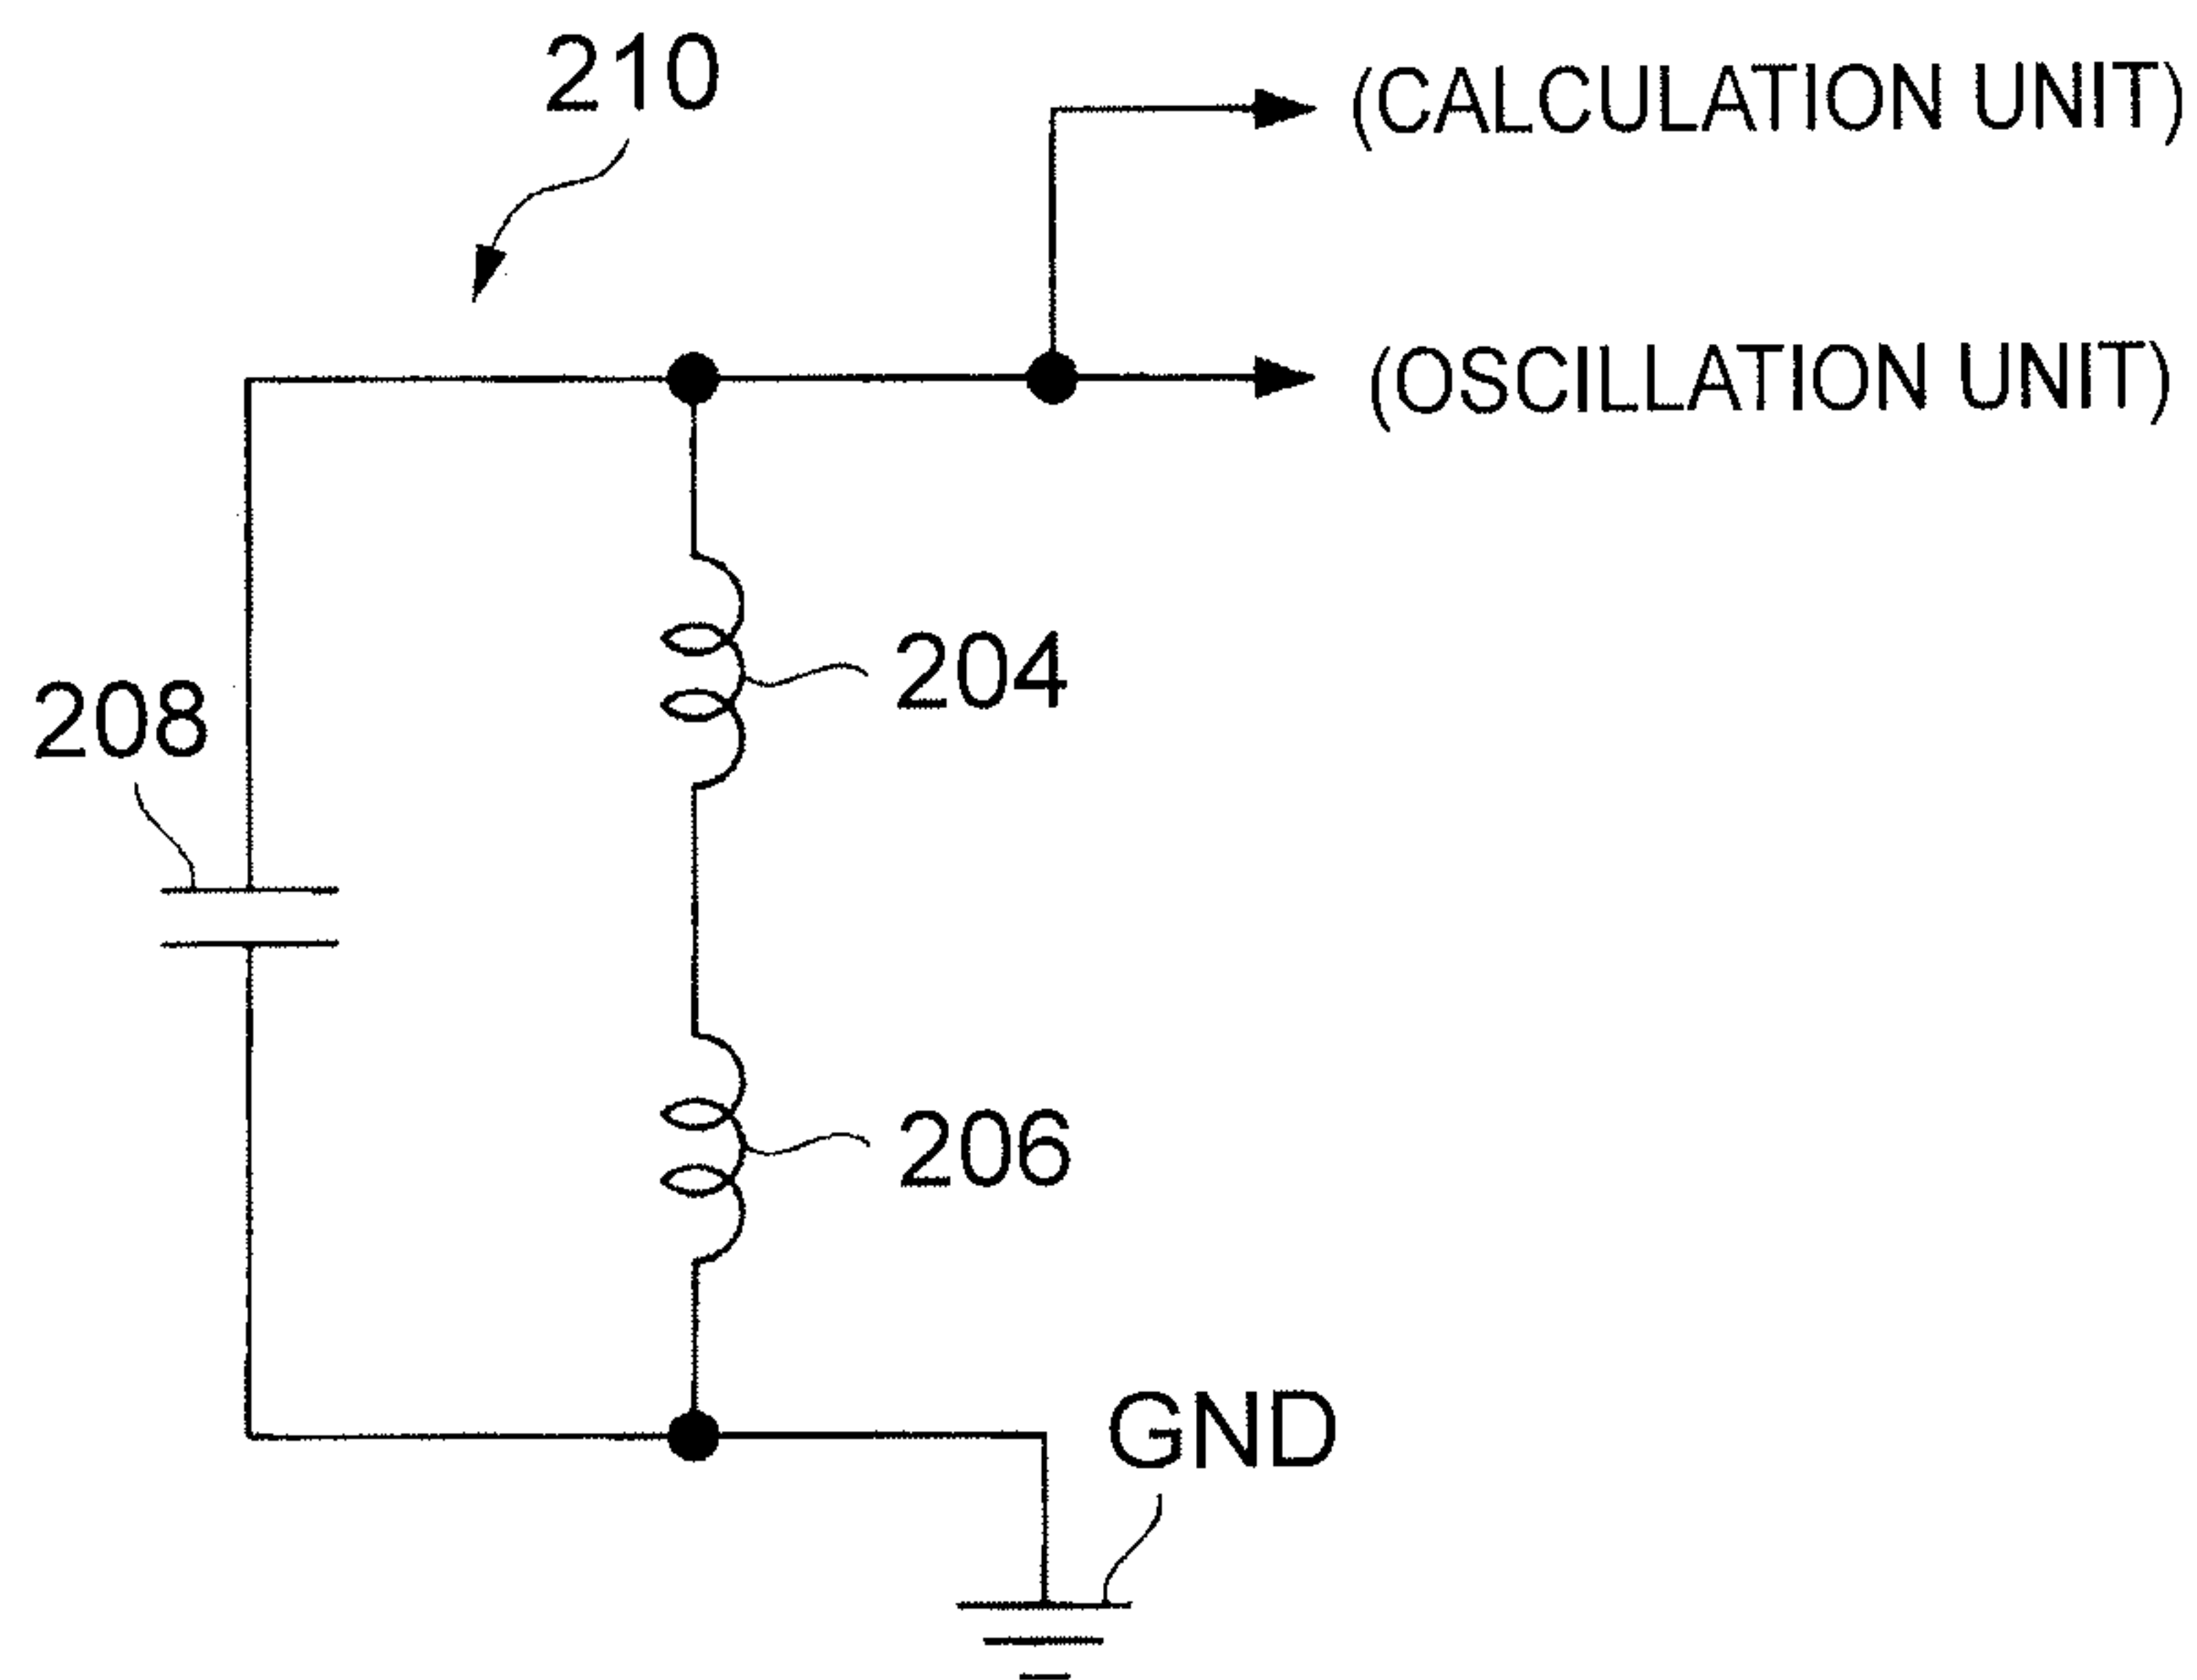 210
(CALCULATION UNIT)
(OSCILLATION UNIT)
204
208
206
GND